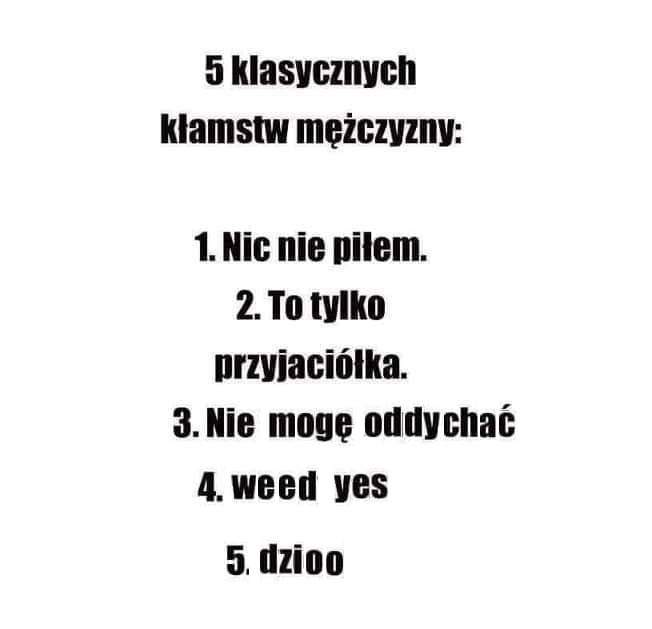 5 klasycznych
kłamstw mężczyzny:
1. Nic nie piłem.
2. To tylko
przyjaciółka.
3. Nie mogę oddychać
4. weed yes
5. dzioo